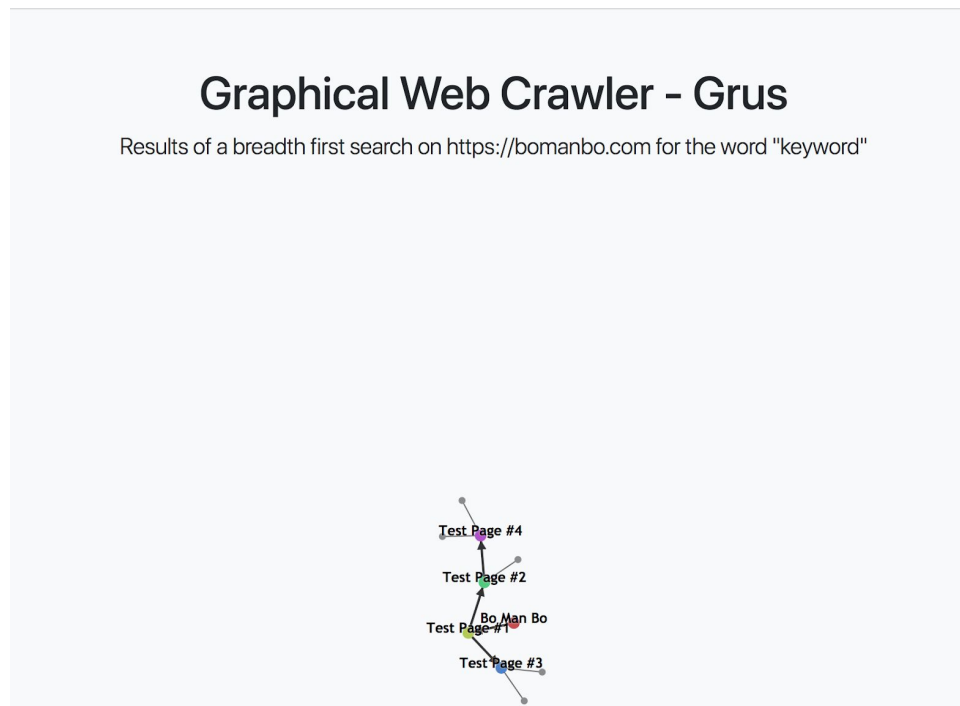 Graphical Web Crawler - Grus
Results of a breadth first search on https://bomanbo.com for the word "keyword"
Test Page #4
Test Page #2
Bo Man Bo
Test Page #1
Test Page #3